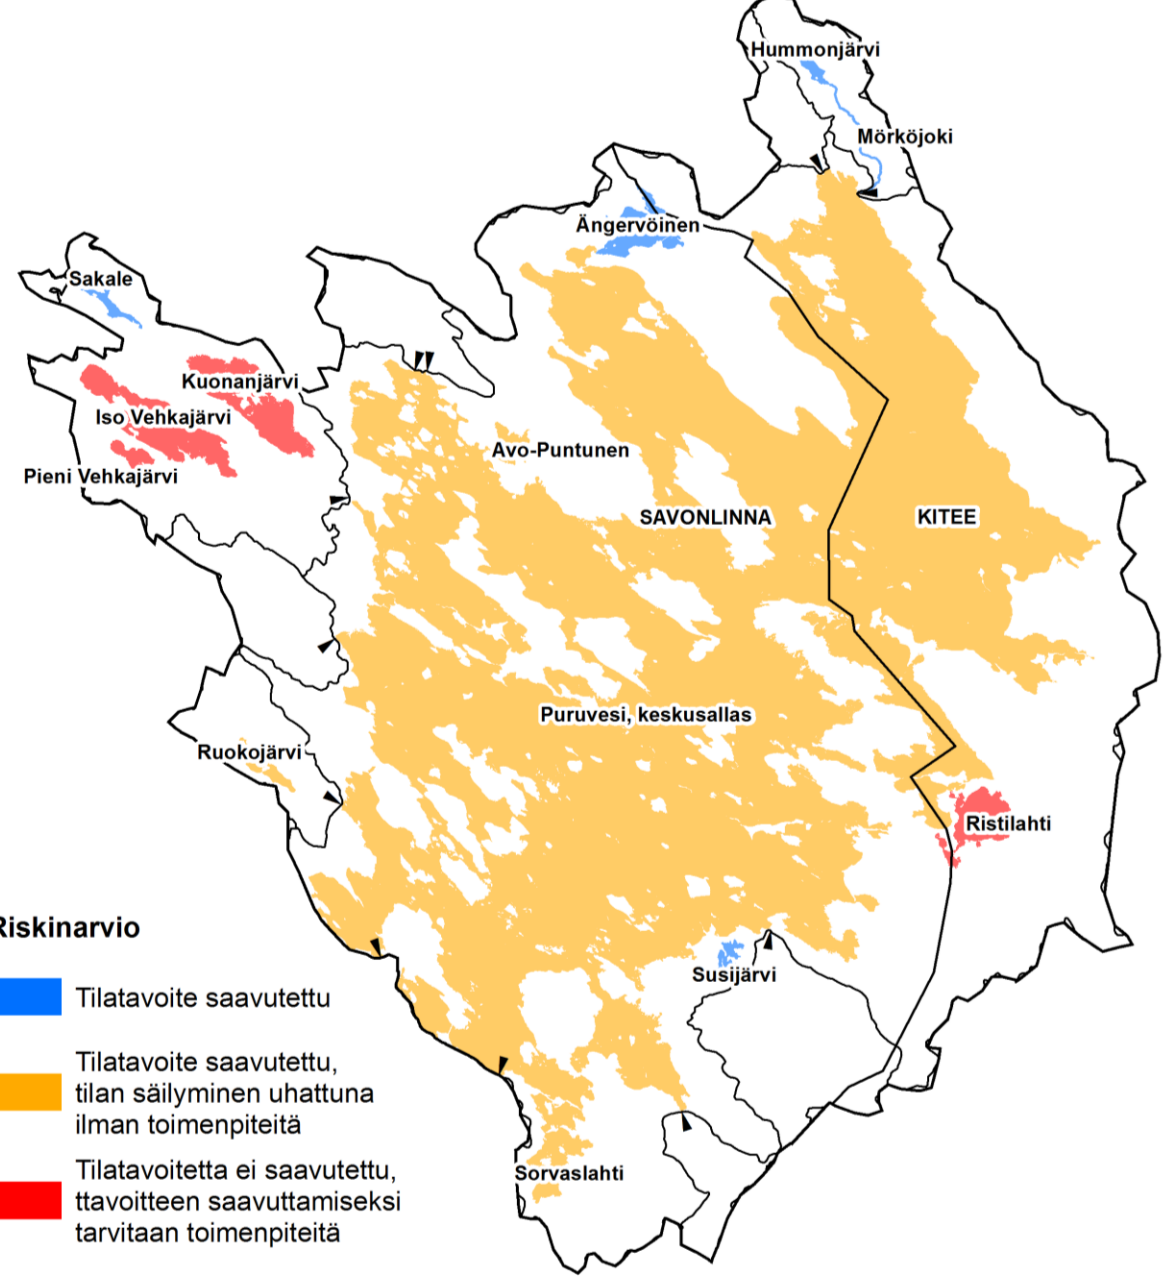 Hummonjärvi
Mörköjoki
Ängervöinen
Sakale
Kuonanjärvi
Iso Vehkajärvi
Avo-Puntunen
Pieni Vehkajärvi
SAVONLINNA
KITEE
Puruvesi, keskusallas
Ruokojärvi
Ristilahti
Susijärvi
Sorvaslahti
Riskinarvio
Tilatavoite saavutettu
Tilatavoite saavutettu,
tilan säilyminen uhattuna
ilman toimenpiteitä
Tilatavoitetta ei saavutettu,
ttavoitteen saavuttamiseksi
tarvitaan toimenpiteitä